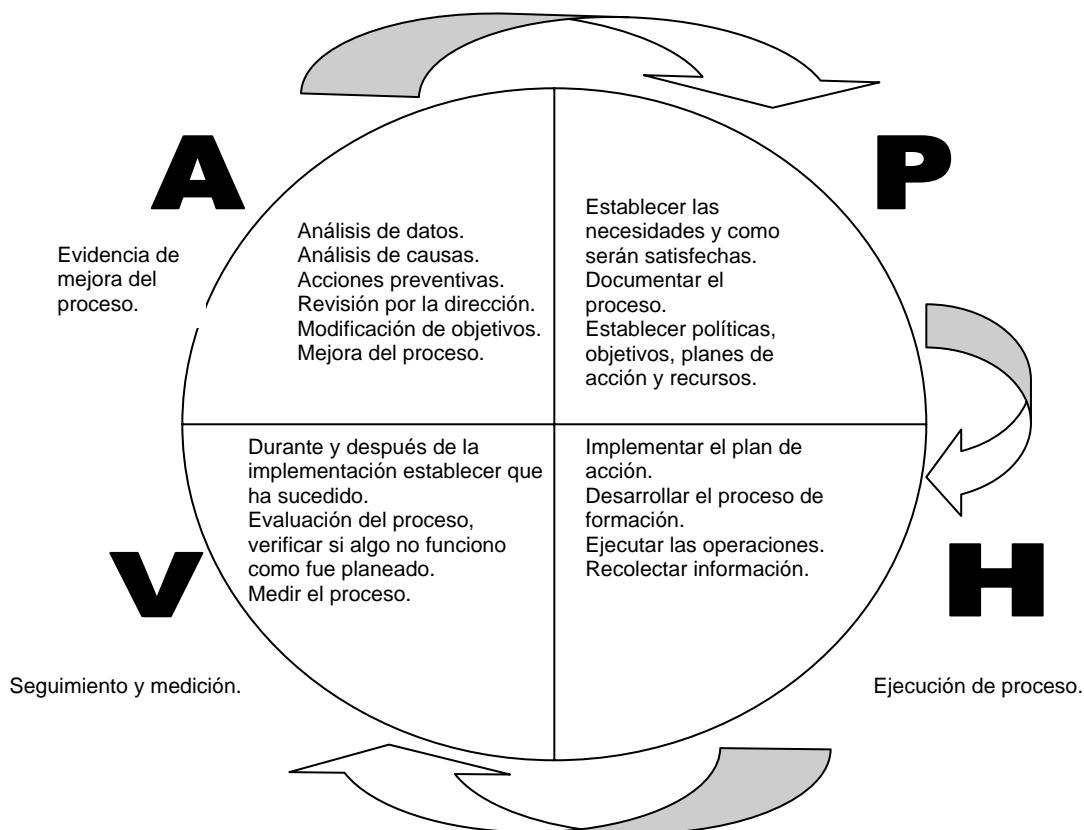 A
P
Evidencia de
mejora del
proceso.
Análisis de datos.
Análisis de causas.
Acciones preventivas.
Revisión por la dirección.
Modificación de objetivos.
Mejora del proceso.
Establecer las
necesidades y como
serán satisfechas.
Documentar el
proceso.
Establecer políticas,
objetivos, planes de
acción y recursos.
Durante y después de la
implementación establecer que
ha sucedido.
Evaluación del proceso,
verificar si algo no funciono
como fue planeado.
Medir el proceso.
Implementar el plan de
acción.
Desarrollar el proceso de
formación.
Ejecutar las operaciones.
Recolectar información.
V
H
Seguimiento y medición.
Ejecución de proceso.